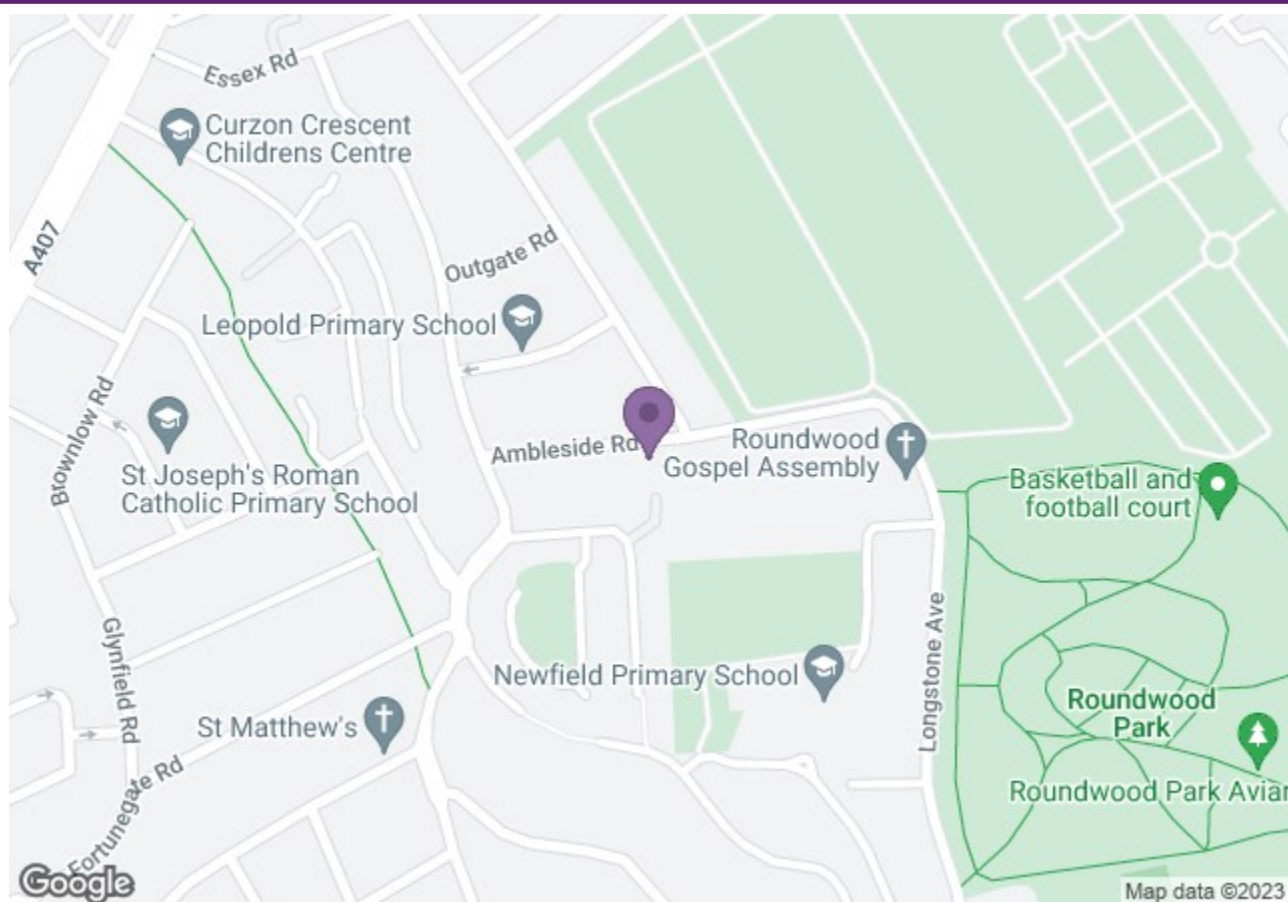 Essex Rd
Curzon Crescent
Childrens Centre
A407
Outgate Rd
Leopold Primary School
Brownlow Rd
St Joseph's Roman
Catholic Primary School
Ambleside Rd
Roundwood
Gospel Assembly
Basketball and
football court
Glynfield Rd
Longstone Ave
Newfield Primary School
St Matthew's
Roundwood
Park
Fortunegate Rd
Roundwood Park Aviar
Google
Map data ©2023